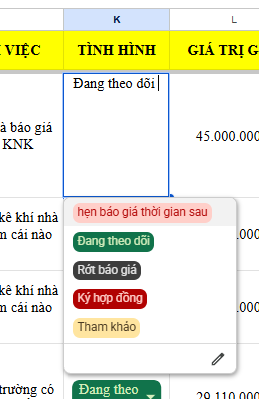 K
L
VIỆC
TÌNH HÌNH
GIÁ TRỊ G
Đang theo dõi
à báo giá
KNK
45.000.000
hẹn báo giá thời gian sau
kê khí nhà
m cái nào
Đang theo dõi
.000
Rớt báo giá
kê khí nhà
m cái nào
Ký hợp đồng
.000
Tham khảo
trường có
Đang theo
29.110.000